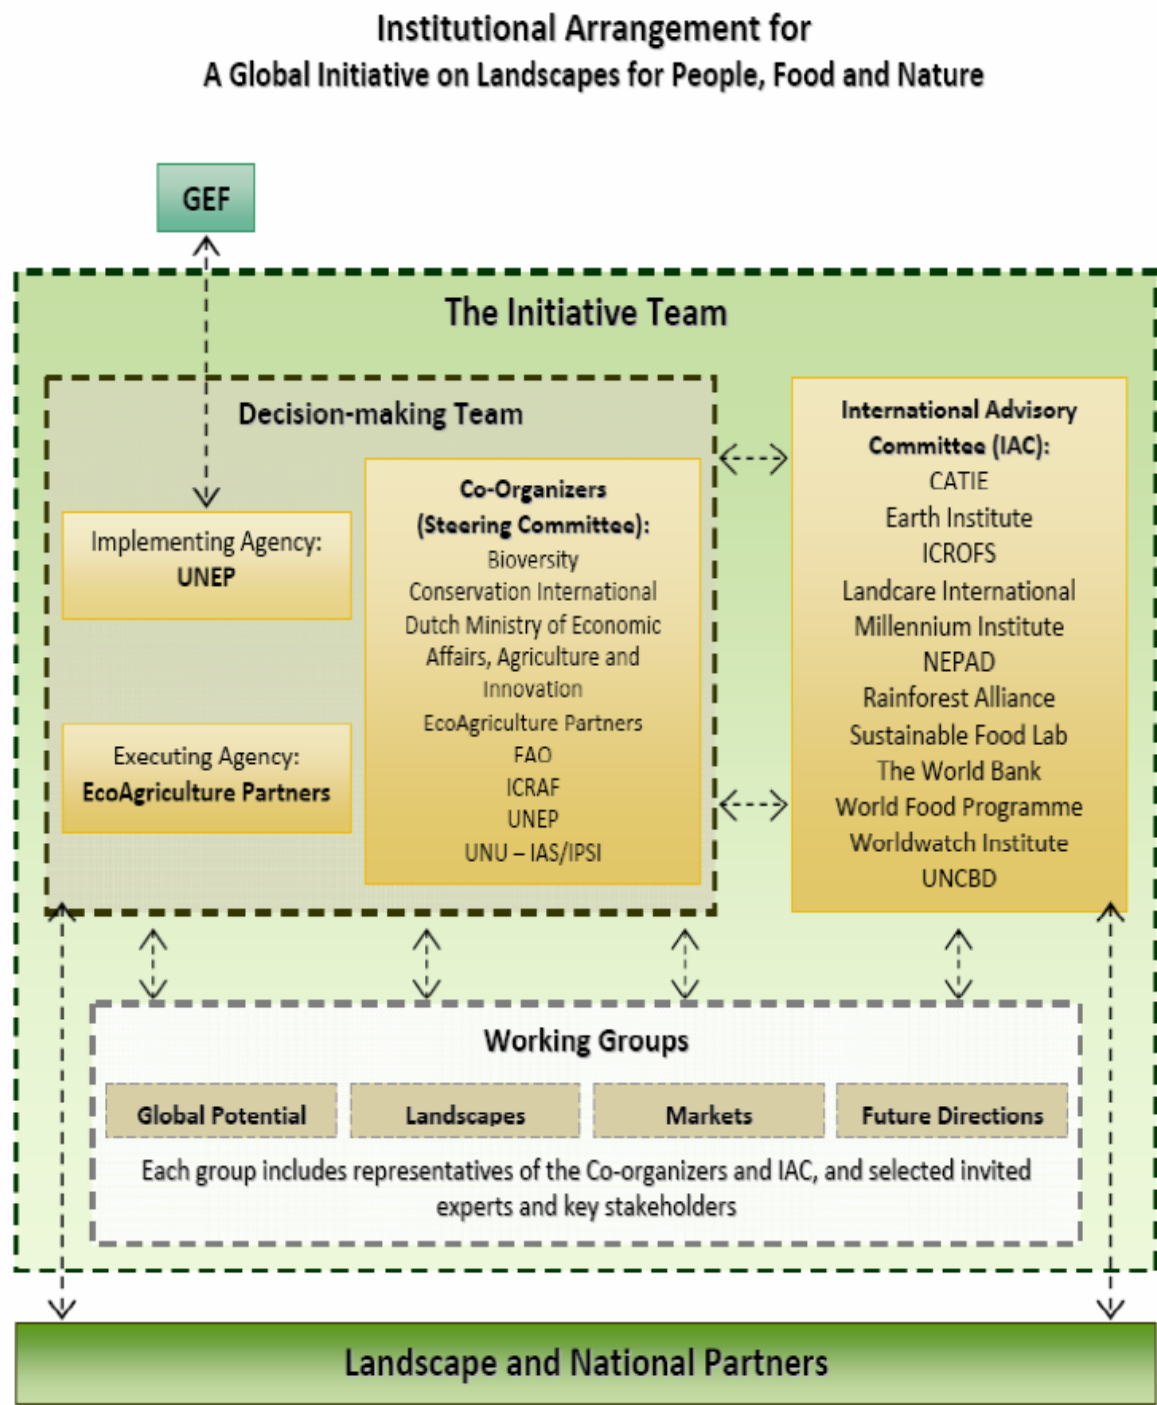 Institutional Arrangement for
A Global Initiative on Landscapes for People, Food and Nature
GEF
The Initiative Team
Decision-making Team
Implementing Agency:
UNEP
Executing Agency:
EcoAgriculture Partners
Co-Organizers
(Steering Committee):
Bioversity
Conservation International
Dutch Ministry of Economic
Affairs, Agriculture and
Innovation
EcoAgriculture Partners
FAO
ICRAF
UNEP
UNU – IAS/IPSI
International Advisory
Committee (IAC):
CATIE
Earth Institute
ICROFS
Landcare International
Millennium Institute
NEPAD
Rainforest Alliance
Sustainable Food Lab
The World Bank
World Food Programme
Worldwatch Institute
UNCBD
Working Groups
Global Potential
Landscapes
Markets
Future Directions
Each group includes representatives of the Co-organizers and IAC, and selected invited
experts and key stakeholders
Landscape and National Partners